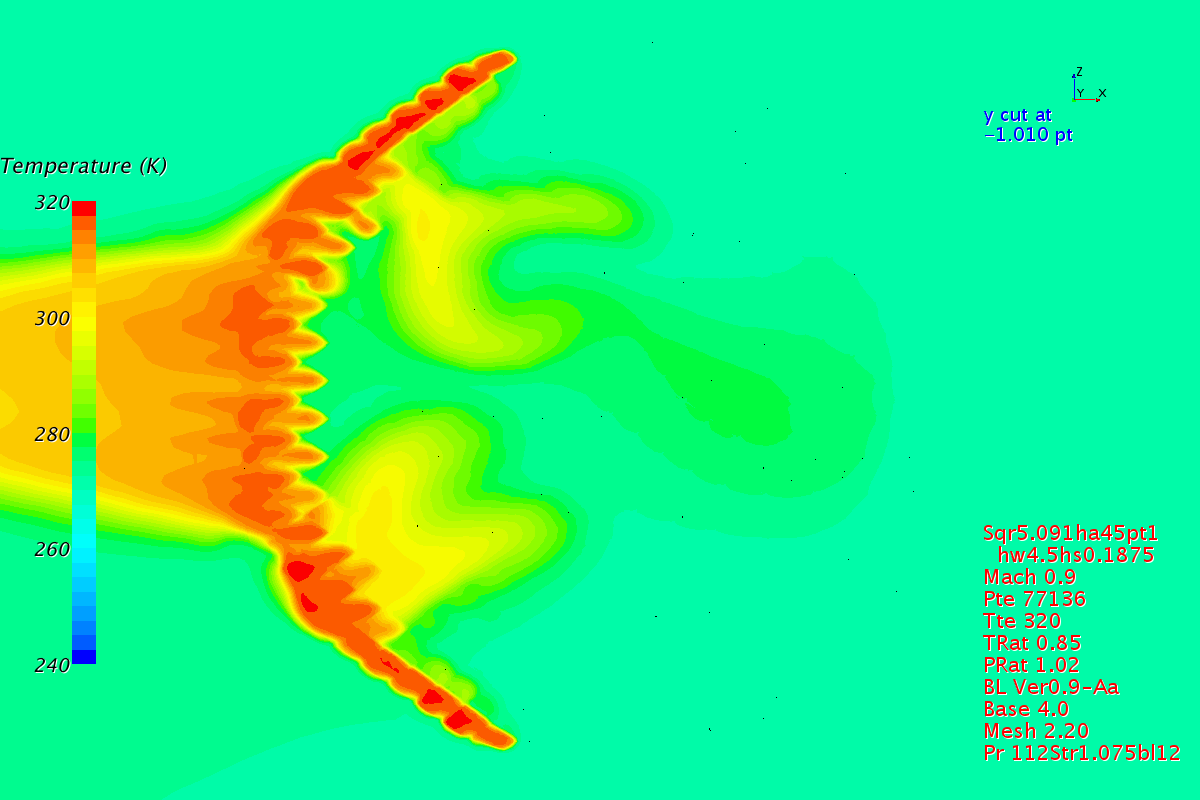 Z
Y X
y cut at
-1.010 pt
Temperature (K)
320
300
280
260
240
Sqr5.091ha45pt1
hw4.5hs0.1875
Mach 0.9
Pte 77136
Tte 320
TRat 0.85
PRat 1.02
BL Ver0.9-Aa
Base 4.0
Mesh 2.20
Pr 112Str1.075bl12